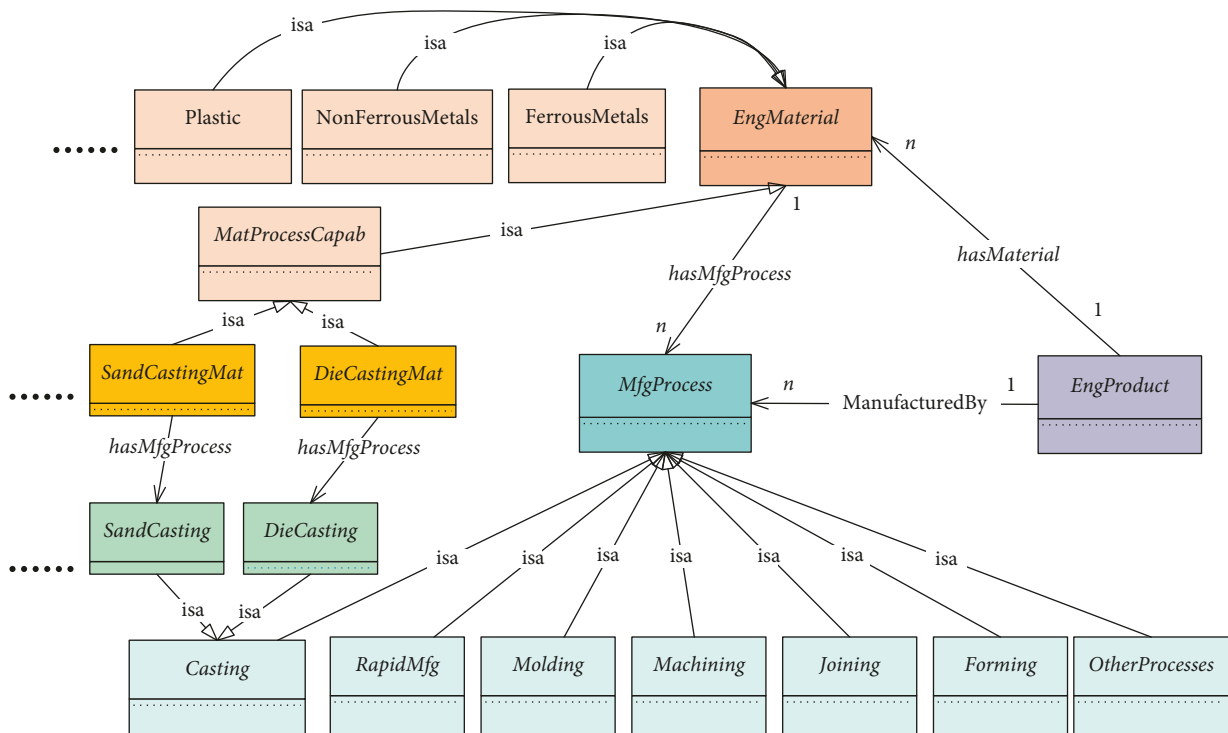 isa
isa
isa
Plastic
NonFerrousMetals
FerrousMetals
EngMaterial
......
n
1
MatProcessCapab
isa
hasMaterial
hasMfgProcess
isa
isa
1
n
SandCastingMat
DieCastingMat
MfgProcess
EngProduct
......
n
ManufacturedBy
1
hasMfgProcess
hasMfgProcess
SandCasting
DieCasting
......
isa
isa
isa
isa
isa
isa
isa
isa
isa
Casting
RapidMfg
Molding
Machining
Joining
Forming
OtherProcesses